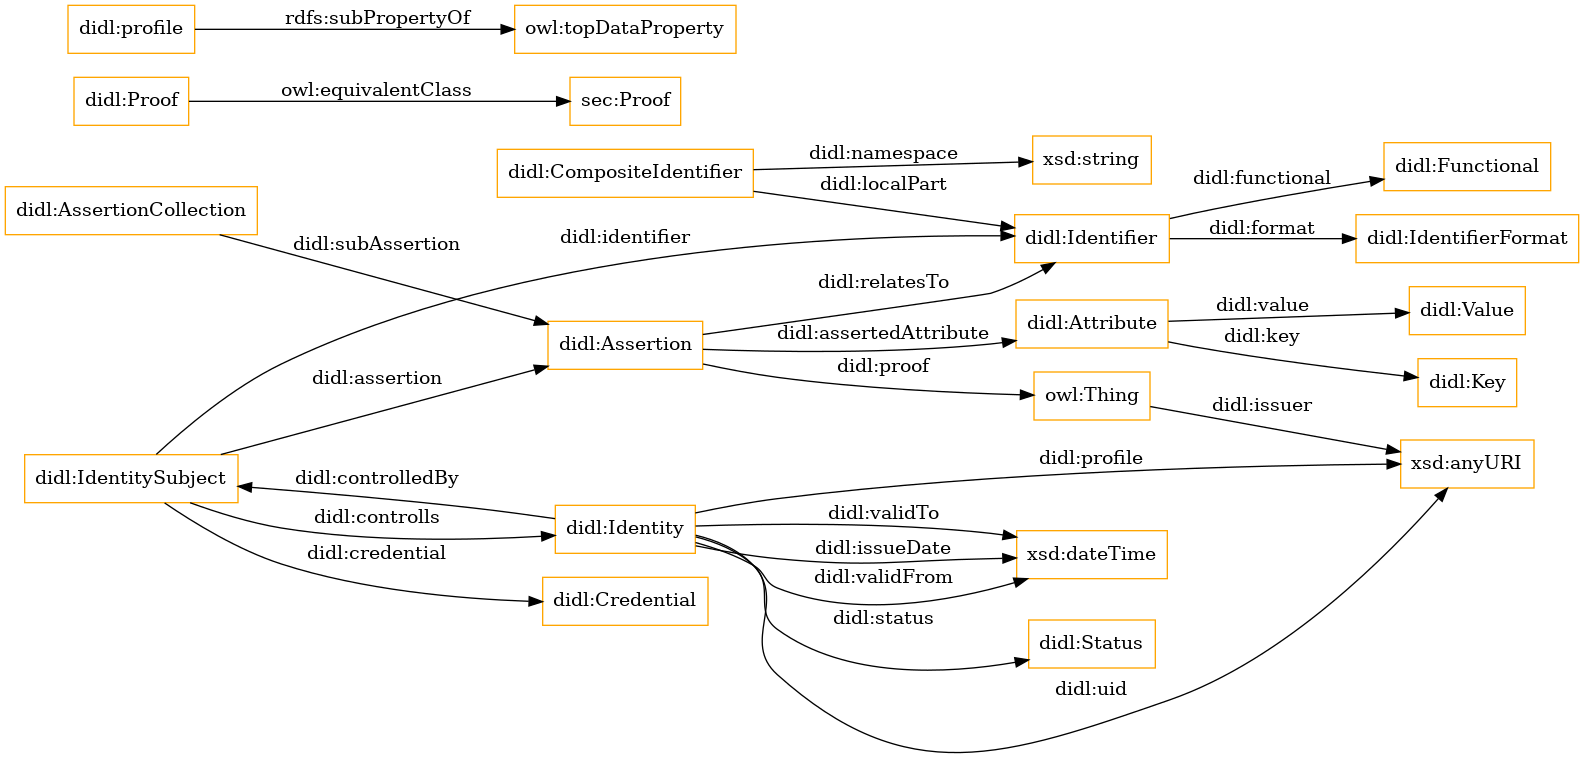 didl:profile
rdfs:subPropertyOf
owl:topDataProperty
didl:Proof
owl:equivalentClass
sec:Proof
didl:CompositeIdentifier
didl:namespace
xsd:string
didl:localPart
didl:functional
didl:Functional
didl:AssertionCollection
didl:subAssertion
didl:identifier
didl:Identifier
didl:format
didl:IdentifierFormat
didl:relatesTo
didl:Assertion
didl:assertedAttribute
didl:Attribute
didl:value
didl:Value
didl:key
didl:Key
didl:assertion
didl:proof
owl:Thing
didl:issuer
xsd:anyURI
didl:IdentitySubject
didl:controlledBy
didl:profile
didl:controlls
didl:Identity
didl:validTo
didl:issueDate
xsd:dateTime
didl:validFrom
didl:credential
didl:Credential
didl:status
didl:Status
didl:uid